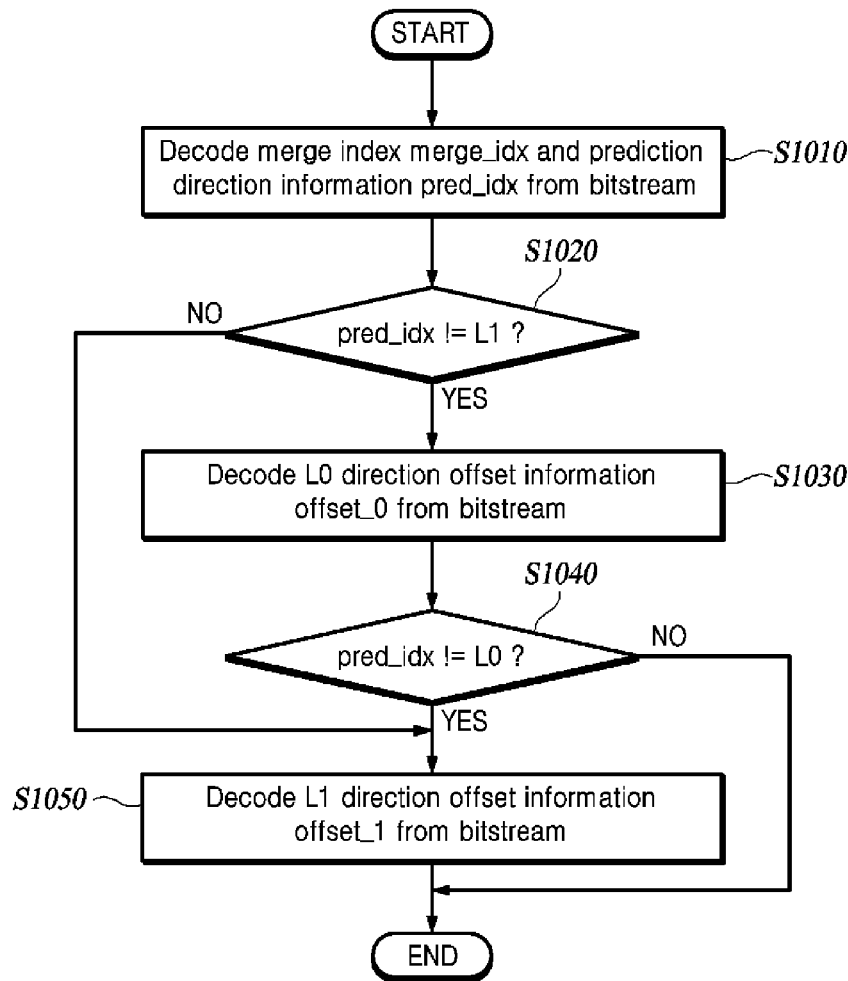 START
Decode merge index merge_idx and prediction
direction information pred_idx from bitstream
S1010
S1020
pred_idx != L1 ?
NO
YES
Decode L0 direction offset information
offset_0 from bitstream
S1030
S1040
pred_idx != L0 ?
NO
YES
S1050
Decode L1 direction offset information
offset_1 from bitstream
END